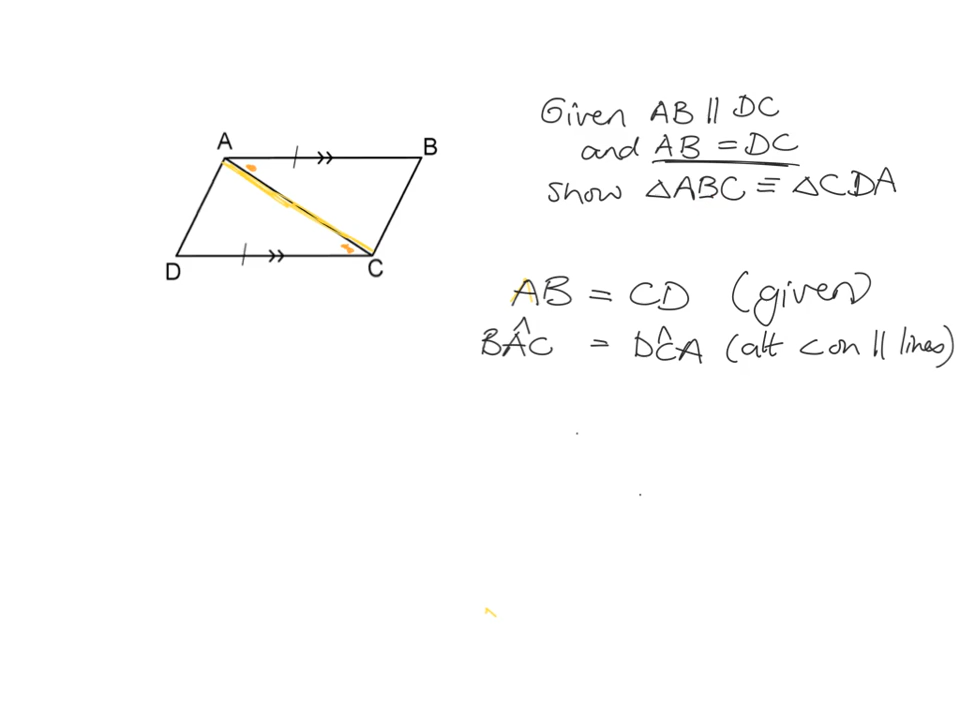 Given AB || DC
and AB = DC
show △ABC ≡ △CDA
A
B
D
C
AB = CD (given)
BÂC = DĈA (alt < on || lines)